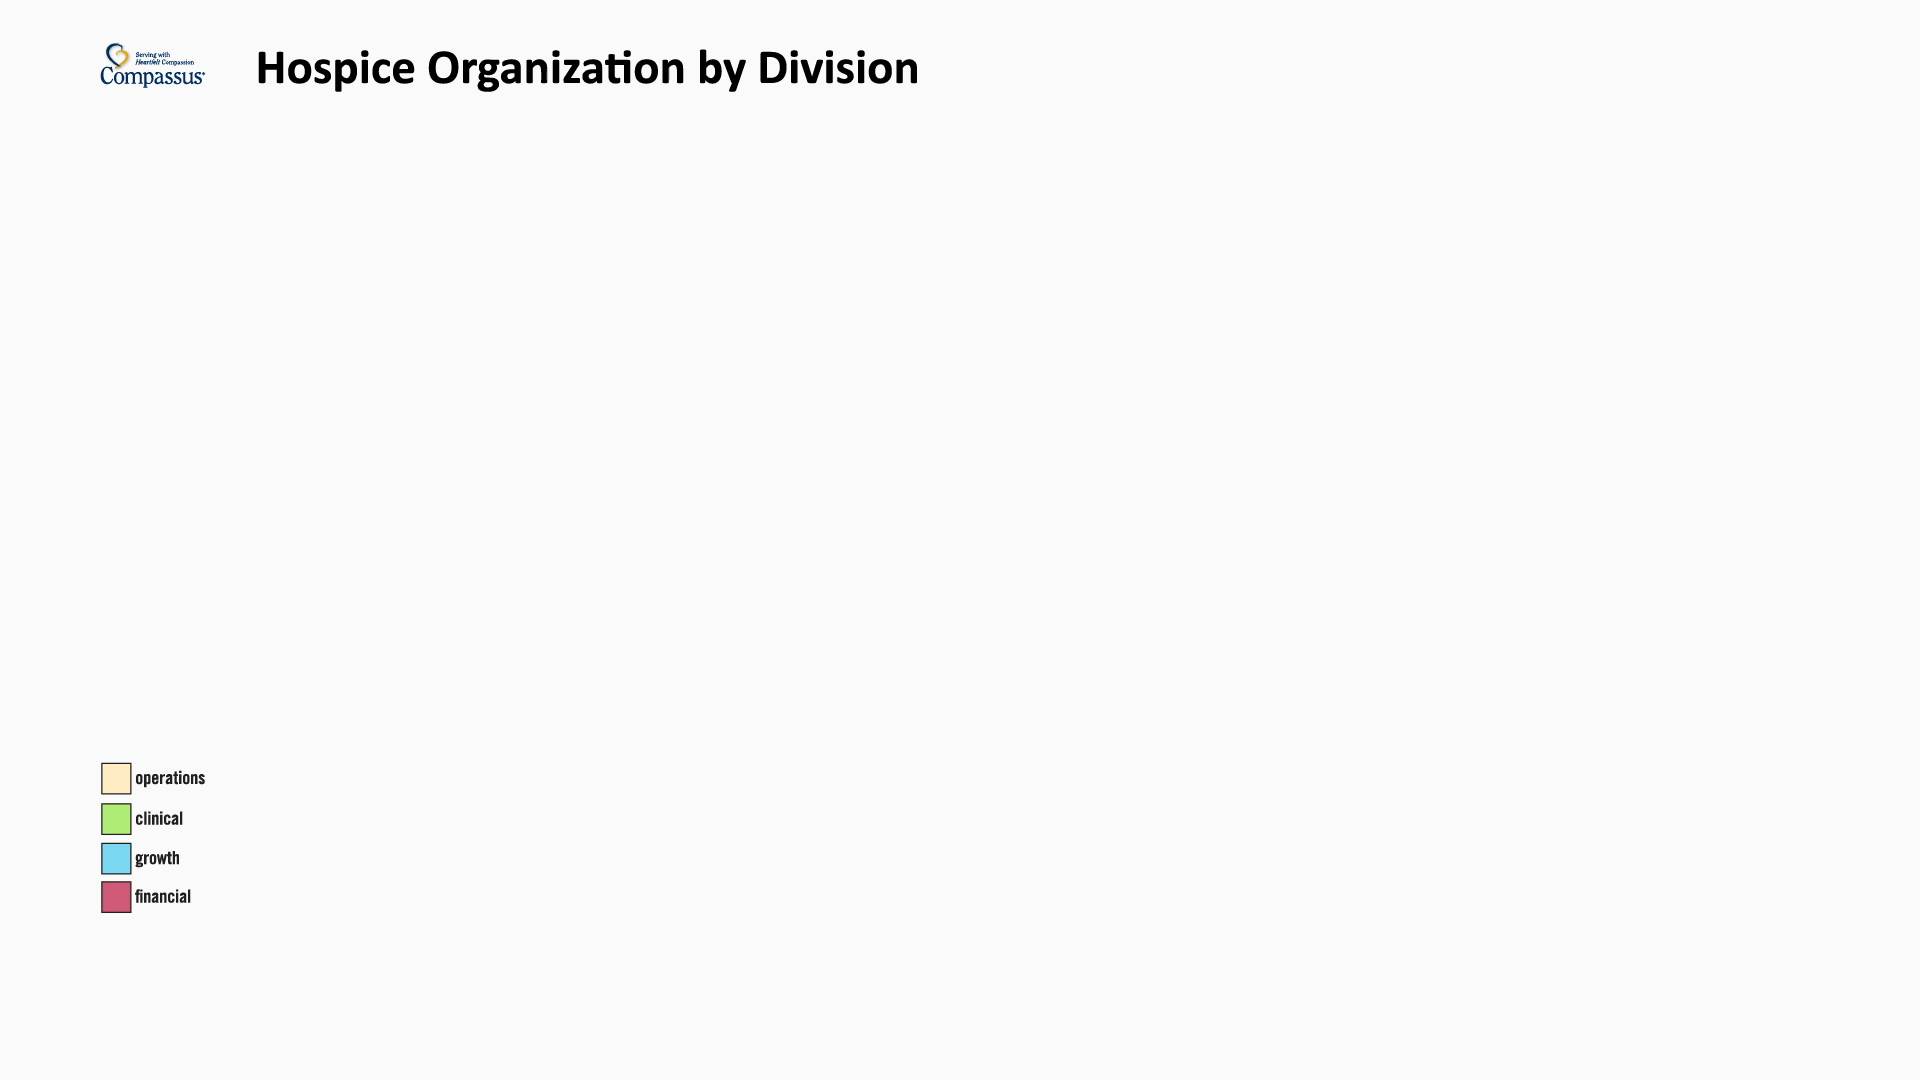 Serving with
Heartfelt Compassion
Compassus
Hospice Organization by Division
operations
clinical
growth
financial